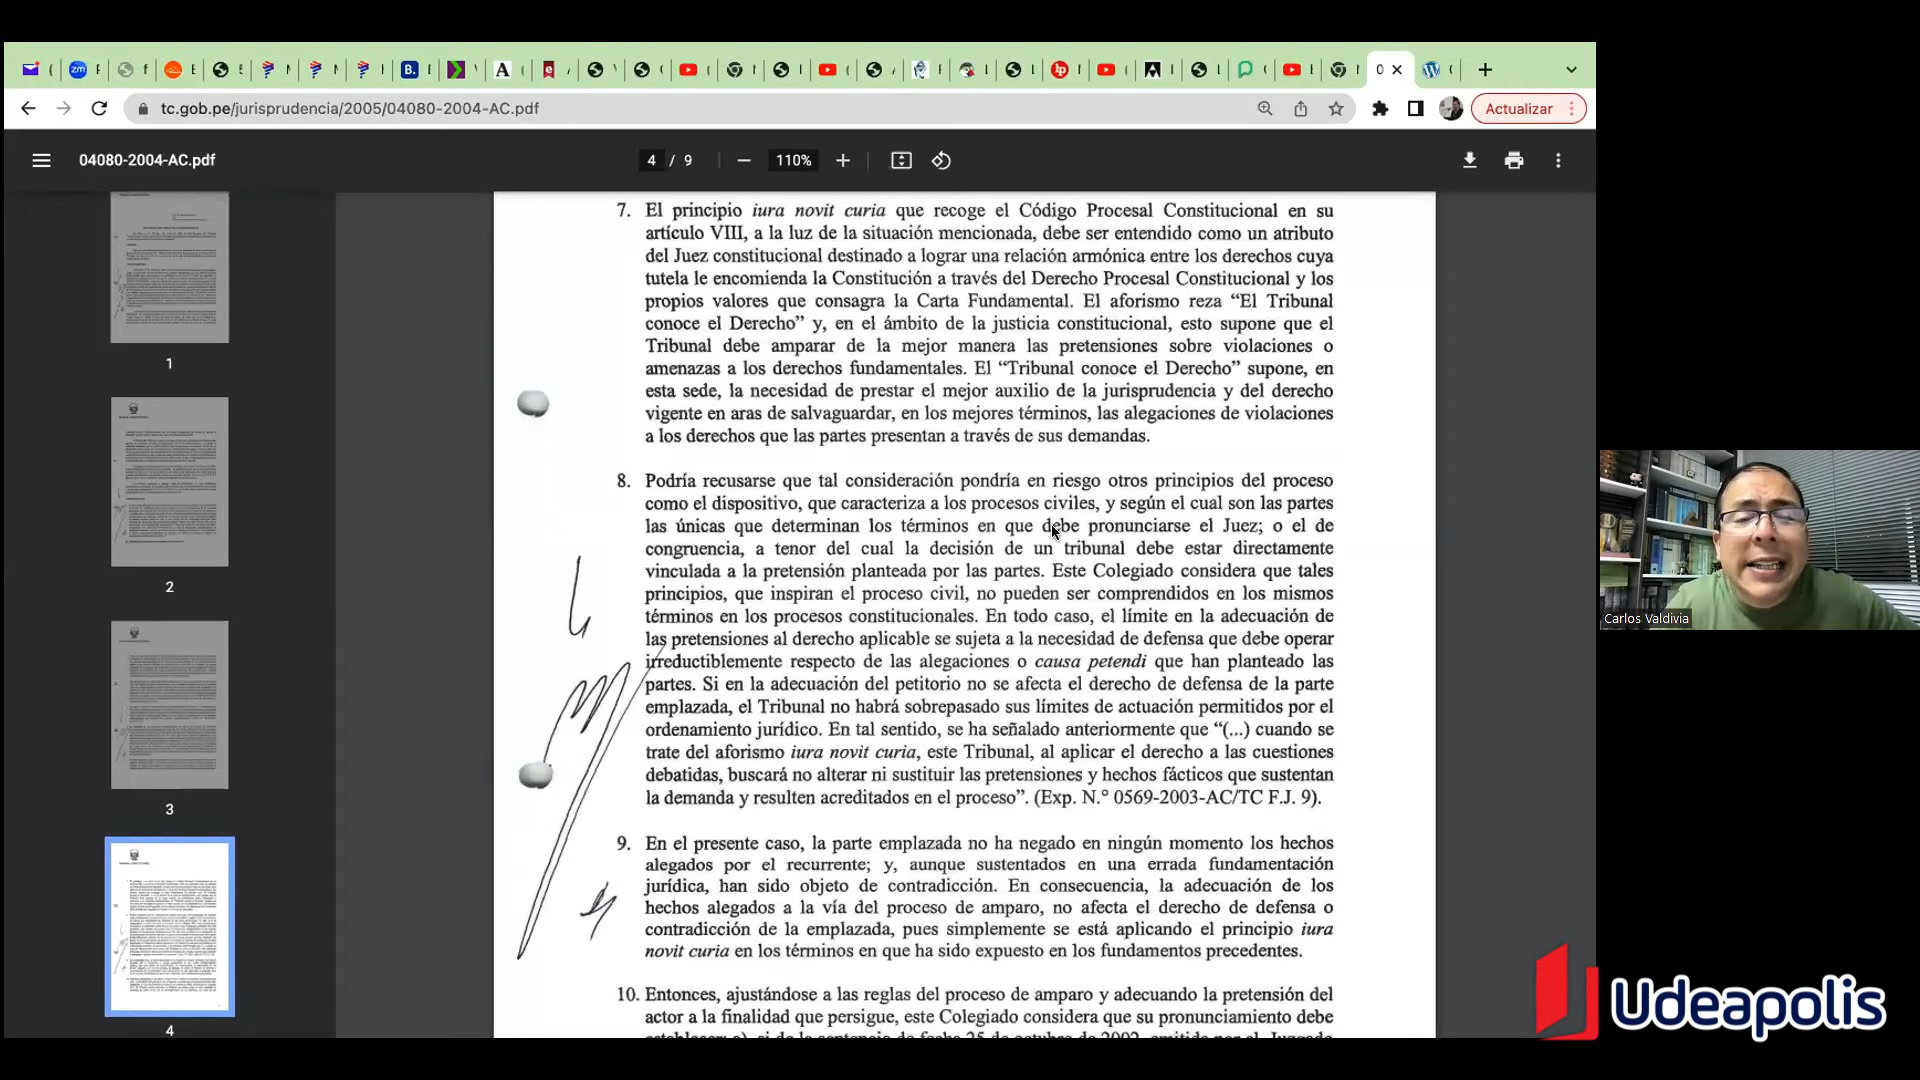 tc.gob.pe/jurisprudencia/2005/04080-2004-AC.pdf
Actualizar
04080-2004-AC.pdf
4 / 9
110%
1
2
3
4
7. El principio iura novit curia que recoge el Código Procesal Constitucional en su
artículo VIII, a la luz de la situación mencionada, debe ser entendido como un atributo
del Juez constitucional destinado a lograr una relación armónica entre los derechos cuya
tutela le encomienda la Constitución a través del Derecho Procesal Constitucional y los
propios valores que consagra la Carta Fundamental. El aforismo reza “El Tribunal
conoce el Derecho” y, en el ámbito de la justicia constitucional, esto supone que el
Tribunal debe amparar de la mejor manera las pretensiones sobre violaciones o
amenazas a los derechos fundamentales. El “Tribunal conoce el Derecho” supone, en
esta sede, la necesidad de prestar el mejor auxilio de la jurisprudencia y del derecho
vigente en aras de salvaguardar, en los mejores términos, las alegaciones de violaciones
a los derechos que las partes presentan a través de sus demandas.
8. Podría recusarse que tal consideración pondría en riesgo otros principios del proceso
como el dispositivo, que caracteriza a los procesos civiles, y según el cual son las partes
las únicas que determinan los términos en que debe pronunciarse el Juez; o el de
congruencia, a tenor del cual la decisión de un tribunal debe estar directamente
vinculada a la pretensión planteada por las partes. Este Colegiado considera que tales
principios, que inspiran el proceso civil, no pueden ser comprendidos en los mismos
términos en los procesos constitucionales. En todo caso, el límite en la adecuación de
las pretensiones al derecho aplicable se sujeta a la necesidad de defensa que debe operar
irreductiblemente respecto de las alegaciones o causa petendi que han planteado las
partes. Si en la adecuación del petitorio no se afecta el derecho de defensa de la parte
emplazada, el Tribunal no habrá sobrepasado sus límites de actuación permitidos por el
ordenamiento jurídico. En tal sentido, se ha señalado anteriormente que “(...) cuando se
trate del aforismo iura novit curia, este Tribunal, al aplicar el derecho a las cuestiones
debatidas, buscará no alterar ni sustituir las pretensiones y hechos fácticos que sustentan
la demanda y resulten acreditados en el proceso”. (Exp. N.° 0569-2003-AC/TC F.J. 9).
9. En el presente caso, la parte emplazada no ha negado en ningún momento los hechos
alegados por el recurrente; y, aunque sustentados en una errada fundamentación
jurídica, han sido objeto de contradicción. En consecuencia, la adecuación de los
hechos alegados a la vía del proceso de amparo, no afecta el derecho de defensa o
contradicción de la emplazada, pues simplemente se está aplicando el principio iura
novit curia en los términos en que ha sido expuesto en los fundamentos precedentes.
10. Entonces, ajustándose a las reglas del proceso de amparo y adecuando la pretensión del
actor a la finalidad que persigue, este Colegiado considera que su pronunciamiento debe
Carlos Valdivia
Udeapolis